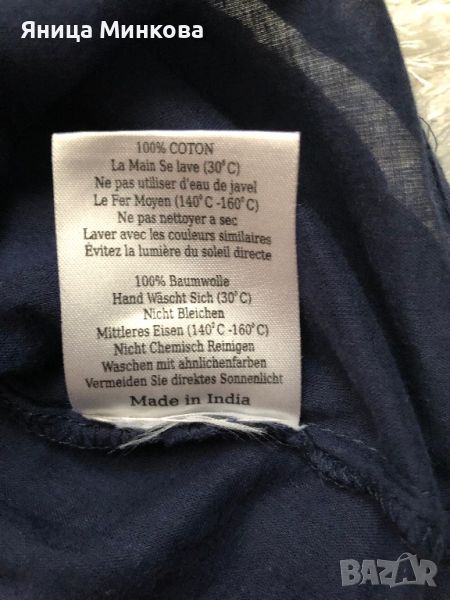 Яница Минкова
100% COTON
La Main Se lave (30°C)
Ne pas utiliser d'eau de javel
Le Fer Moyen (140°C -160°C)
Ne pas nettoyer a sec
Laver avec les couleurs similaires
Évitez la lumière du soleil directe
100% Baumwolle
Hand Wäscht Sich (30°C)
Nicht Bleichen
Mittleres Eisen (140°C -160°C)
Nicht Chemisch Reinigen
Waschen mit ähnlichenfarben
Vermeiden Sie direktes Sonnenlicht
Made in India
BAZAR